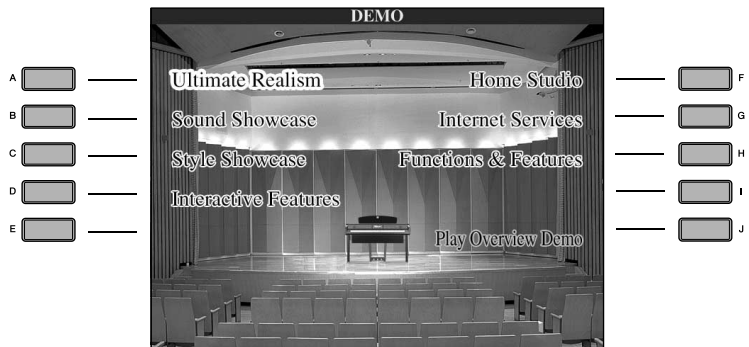 DEMO
A
Ultimate Realism
Home Studio
F
B
Sound Showcase
Internet Services
G
C
Style Showcase
Functions & Features
H
D
Interactive Features
I
E
Play Overview Demo
J